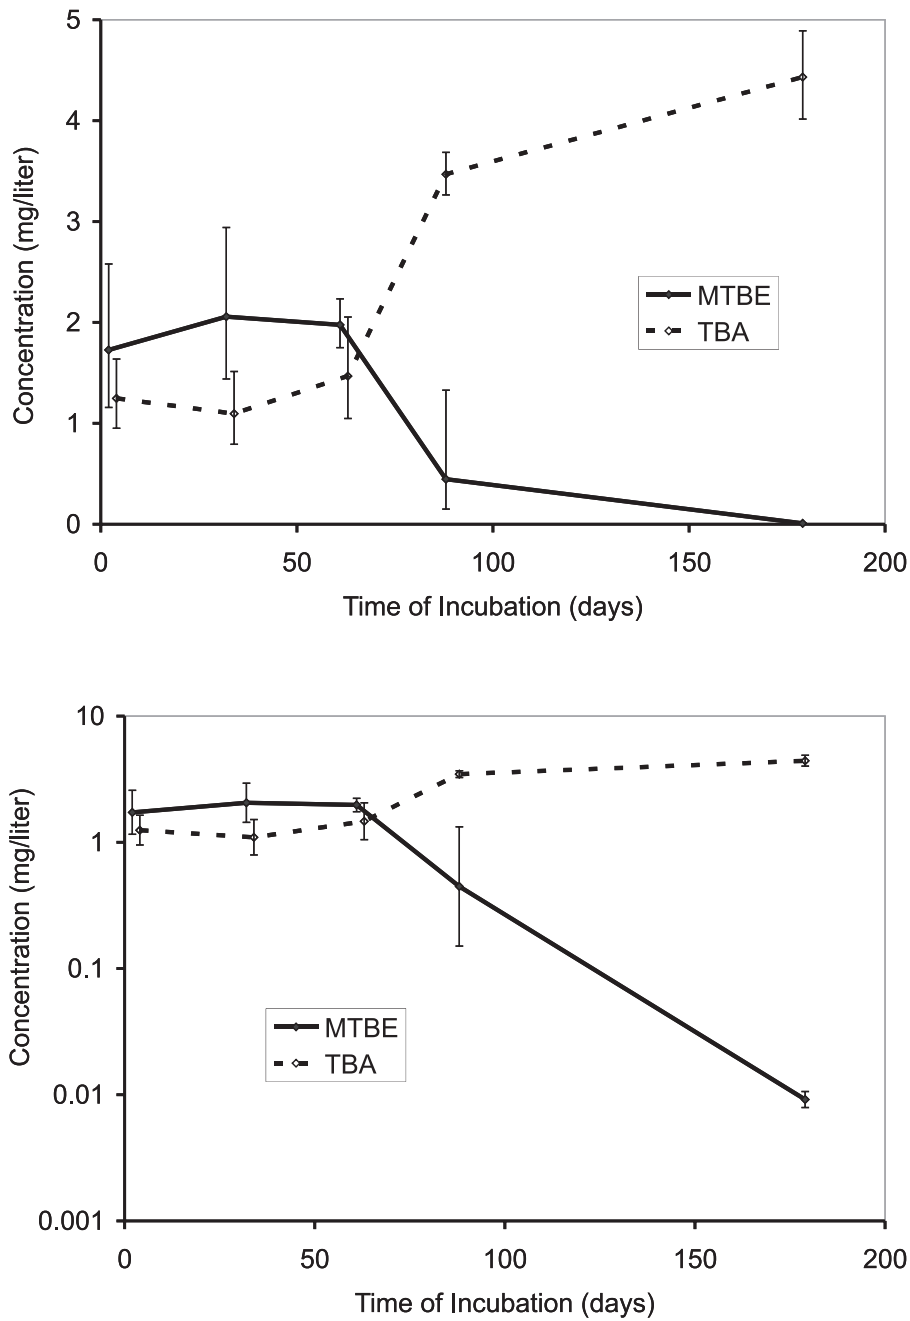 5
4
3
2
1
0
Concentration (mg/liter)
MTBE
TBA
0 50 100 150 200
Time of Incubation (days)
10
1
0.1
0.01
0.001
Concentration (mg/liter)
MTBE
TBA
0 50 100 150 200
Time of Incubation (days)